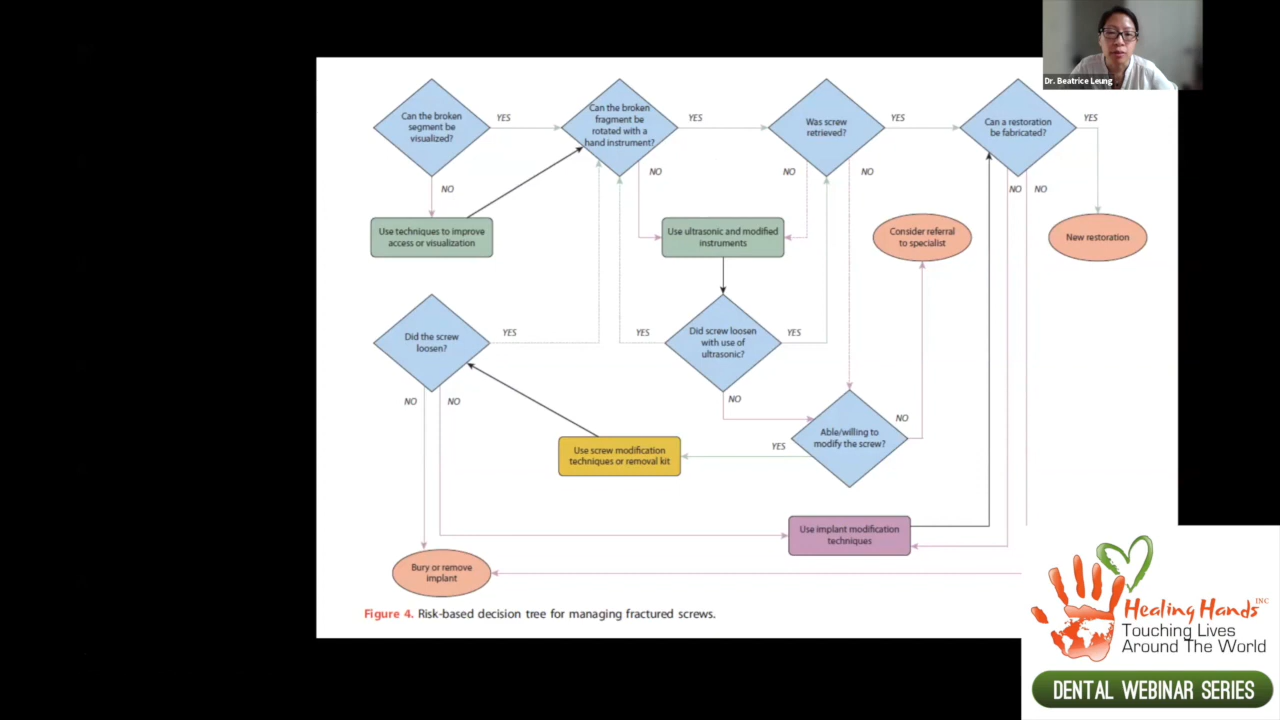 Dr. Beatrice Leung
Can the broken
segment be
visualized?
YES
Can the broken
fragment be
rotated with a
hand instrument?
YES
Was screw
retrieved?
YES
Can a restoration
be fabricated?
YES
NO
NO
NO
NO
NO
NO
Use techniques to improve
access or visualization
Use ultrasonic and modified
instruments
Consider referral
to specialist
New restoration
Did the screw
loosen?
YES
YES
Did screw loosen
with use of
ultrasonic?
YES
NO
NO
NO
Able/willing to
modify the screw?
NO
YES
Use screw modification
techniques or removal kit
Use implant modification
techniques
Bury or remove
implant
Figure 4. Risk-based decision tree for managing fractured screws.
Healing Hands INC
Touching Lives
Around The World
DENTAL WEBINAR SERIES